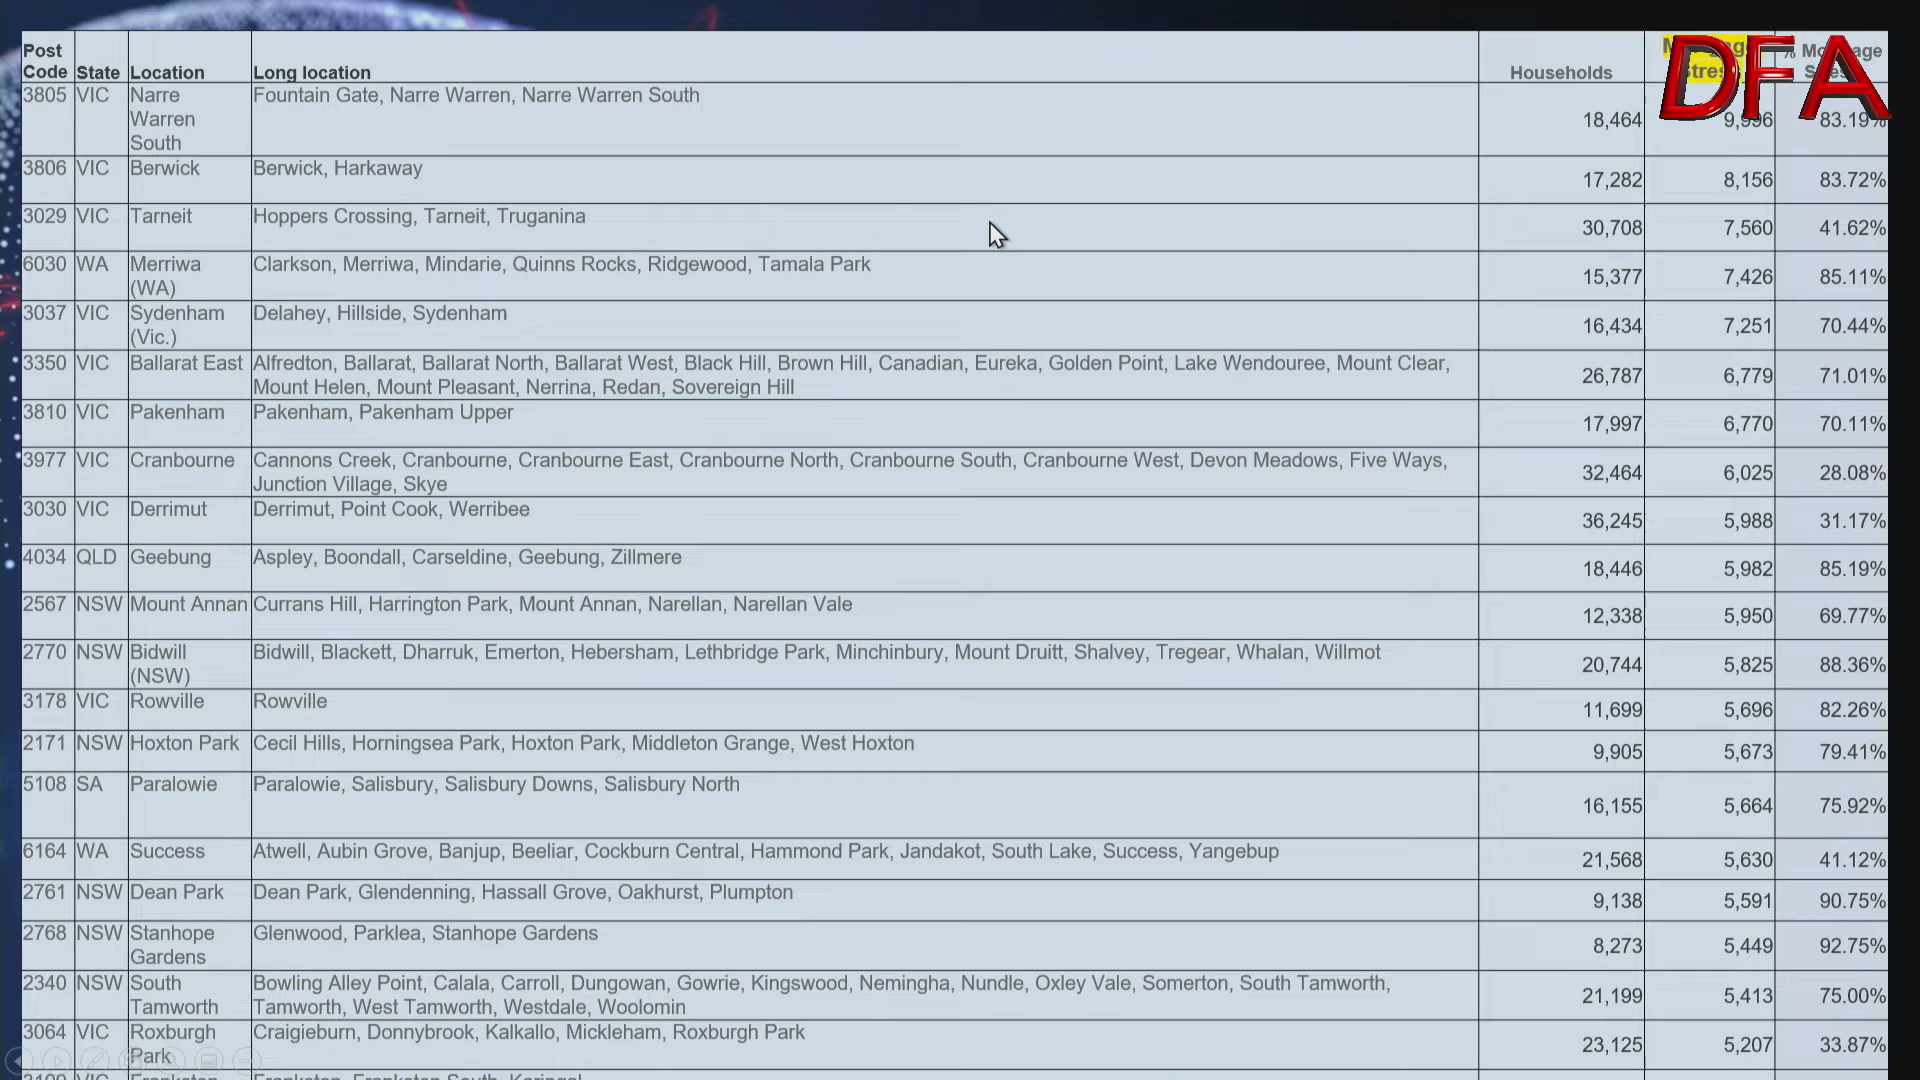 Post Code State Location Long location Households
3805 VIC Narre Warren South Fountain Gate, Narre Warren, Narre Warren South 18,464 9,996 83.19%
3806 VIC Berwick Berwick, Harkaway 17,282 8,156 83.72%
3029 VIC Tarneit Hoppers Crossing, Tarneit, Truganina 30,708 7,560 41.62%
6030 WA Merriwa (WA) Clarkson, Merriwa, Mindarie, Quinns Rocks, Ridgewood, Tamala Park 15,377 7,426 85.11%
3037 VIC Sydenham (Vic.) Delahey, Hillside, Sydenham 16,434 7,251 70.44%
3350 VIC Ballarat East Alfredton, Ballarat, Ballarat North, Ballarat West, Black Hill, Brown Hill, Canadian, Eureka, Golden Point, Lake Wendouree, Mount Clear,
Mount Helen, Mount Pleasant, Nerrina, Redan, Sovereign Hill 26,787 6,779 71.01%
3810 VIC Pakenham Pakenham, Pakenham Upper 17,997 6,770 70.11%
3977 VIC Cranbourne Cannons Creek, Cranbourne, Cranbourne East, Cranbourne North, Cranbourne South, Cranbourne West, Devon Meadows, Five Ways,
Junction Village, Skye 32,464 6,025 28.08%
3030 VIC Derrimut Derrimut, Point Cook, Werribee 36,245 5,988 31.17%
4034 QLD Geebung Aspley, Boondall, Carseldine, Geebung, Zillmere 18,446 5,982 85.19%
2567 NSW Mount Annan Currans Hill, Harrington Park, Mount Annan, Narellan, Narellan Vale 12,338 5,950 69.77%
2770 NSW Bidwill (NSW) Bidwill, Blackett, Dharruk, Emerton, Hebersham, Lethbridge Park, Minchinbury, Mount Druitt, Shalvey, Tregear, Whalan, Willmot 20,744 5,825 88.36%
3178 VIC Rowville Rowville 11,699 5,696 82.26%
2171 NSW Hoxton Park Cecil Hills, Horningsea Park, Hoxton Park, Middleton Grange, West Hoxton 9,905 5,673 79.41%
5108 SA Paralowie Paralowie, Salisbury, Salisbury Downs, Salisbury North 16,155 5,664 75.92%
6164 WA Success Atwell, Aubin Grove, Banjup, Beeliar, Cockburn Central, Hammond Park, Jandakot, South Lake, Success, Yangebup 21,568 5,630 41.12%
2761 NSW Dean Park Dean Park, Glendenning, Hassall Grove, Oakhurst, Plumpton 9,138 5,591 90.75%
2768 NSW Stanhope Gardens Glenwood, Parklea, Stanhope Gardens 8,273 5,449 92.75%
2340 NSW South Tamworth Bowling Alley Point, Calala, Carroll, Dungowan, Gowrie, Kingswood, Nemingha, Nundle, Oxley Vale, Somerton, South Tamworth,
Tamworth, West Tamworth, Westdale, Woolomin 21,199 5,413 75.00%
3064 VIC Roxburgh Park Craigieburn, Donnybrook, Kalkallo, Mickleham, Roxburgh Park 23,125 5,207 33.87%
DFA